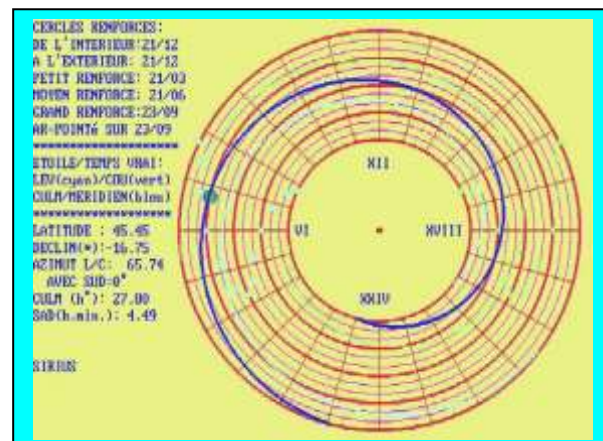 CERCLES RENFORCES:
DE L'INTERIEUR:21/12
A L'EXTERIEUR: 21/12
PETIT RENFORCE: 21/03
MOYEN RENFORCE: 21/06
GRAND RENFORCE:23/09
AR-POINTé SUR 23/09
********************
ETOILE/TEMPS VRAI:
LEV(cyan)/COU(vert)
CULM/MERIDIEN(bleu)
*******************
LATITUDE : 45.45
DECLIN(*):-16.75
AZIMUT L/C: 65.74
AVEC SUD=0°
CULM (h°): 27.80
SAD(h.min.): 4.49
SIRIUS
XII
VI
XVIII
XXIV